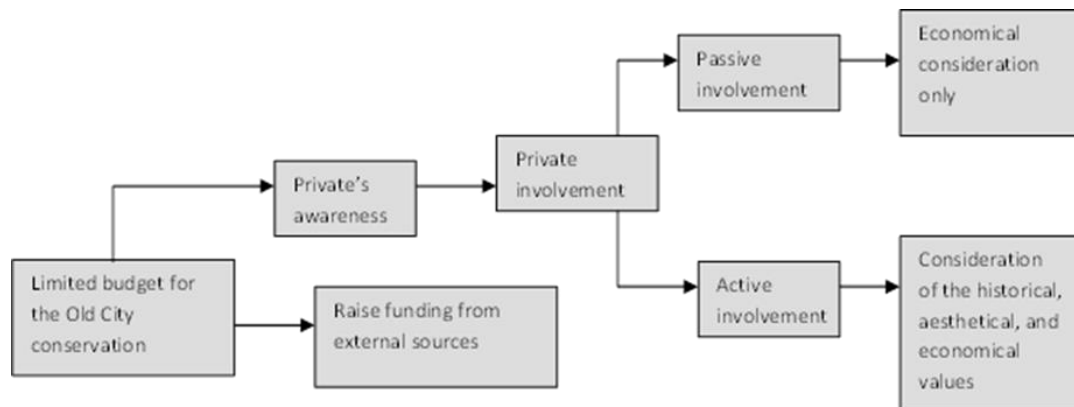 Passive
involvement
Economical
consideration
only
Private
involvement
Private's
awareness
Limited budget for
the Old City
conservation
Raise funding from
external sources
Active
involvement
Consideration
of the historical,
aesthetical, and
economical
values